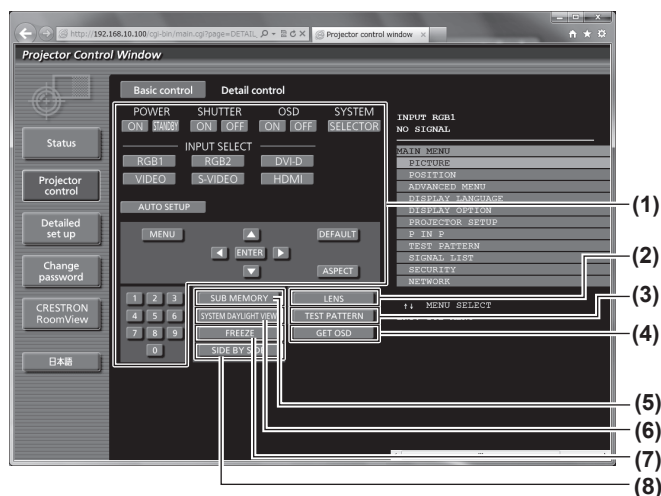 http://192.168.10.100/cgi-bin/main.cgi?page=DETAIL_
Projector control window
Projector Control Window
Basic control
Detail control
POWER
SHUTTER
OSD
SYSTEM
ON STANDBY
ON OFF
ON OFF
SELECTOR
INPUT SELECT
RGB1
RGB2
DVI-D
VIDEO
S-VIDEO
HDMI
AUTO SETUP
MENU
DEFAULT
ENTER
ASPECT
1 2 3
4 5 6
7 8 9
0
SUB MEMORY
SYSTEM DAYLIGHT VIEW
FREEZE
SIDE BY SIDE
LENS
TEST PATTERN
GET OSD
Status
Projector
control
Detailed
set up
Change
password
CRESTRON
RoomView
日本語
INPUT RGB1
NO SIGNAL
MAIN MENU
PICTURE
POSITION
ADVANCED MENU
DISPLAY LANGUAGE
DISPLAY OPTION
PROJECTOR SETUP
P IN P
TEST PATTERN
SIGNAL LIST
SECURITY
NETWORK
↑↓ MENU SELECT
(1)
(2)
(3)
(4)
(5)
(6)
(7)
(8)